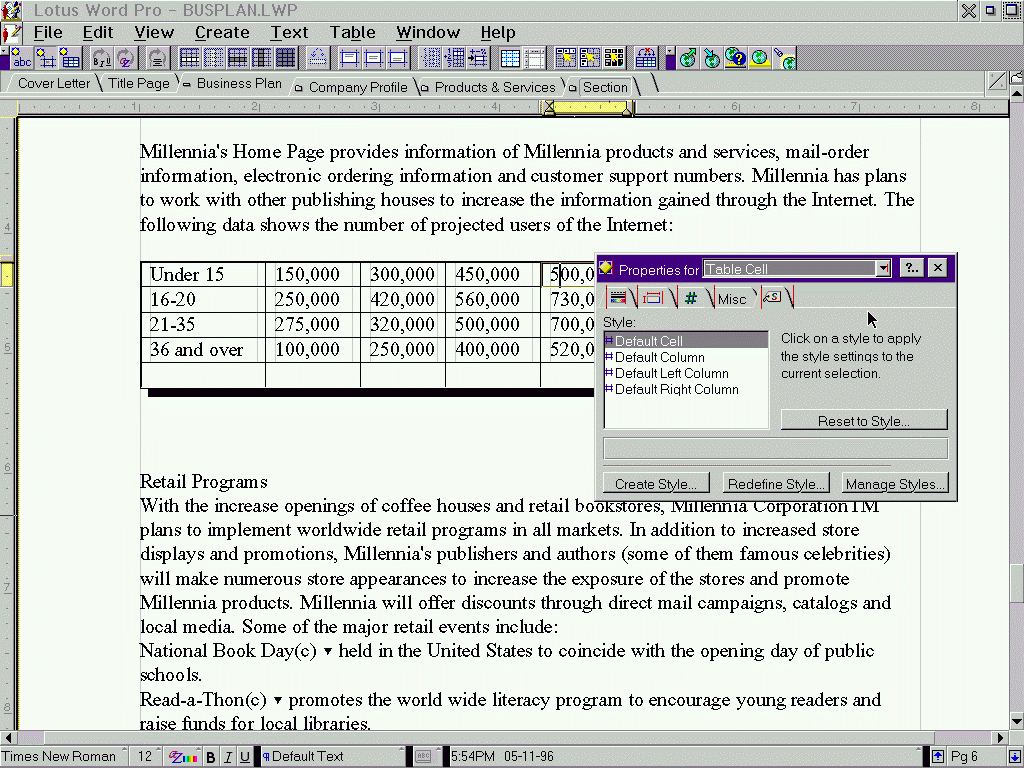 Lotus Word Pro - BUSPLAN.LWP
File Edit View Create Text Table Window Help
Cover Letter Title Page Business Plan Company Profile Products & Services Section
Millennia's Home Page provides information of Millennia products and services, mail-order
information, electronic ordering information and customer support numbers. Millennia has plans
to work with other publishing houses to increase the information gained through the Internet. The
following data shows the number of projected users of the Internet:
Under 15 150,000 300,000 450,000 500,0
16-20 250,000 420,000 560,000 730,0
21-35 275,000 320,000 500,000 700,0
36 and over 100,000 250,000 400,000 520,0
Properties for Table Cell ?..
Misc
Style:
Default Cell
Default Column
Default Left Column
Default Right Column
Click on a style to apply
the style settings to the
current selection.
Reset to Style...
Create Style... Redefine Style... Manage Styles...
Retail Programs
With the increase openings of coffee houses and retail bookstores, Millennia CorporationTM
plans to implement worldwide retail programs in all markets. In addition to increased store
displays and promotions, Millennia's publishers and authors (some of them famous celebrities)
will make numerous store appearances to increase the exposure of the stores and promote
Millennia products. Millennia will offer discounts through direct mail campaigns, catalogs and
local media. Some of the major retail events include:
National Book Day(c) ▾ held in the United States to coincide with the opening day of public
schools.
Read-a-Thon(c) ▾ promotes the world wide literacy program to encourage young readers and
raise funds for local libraries.
Times New Roman 12 B I U Default Text ABC 5:54PM 05-11-96 Pg 6